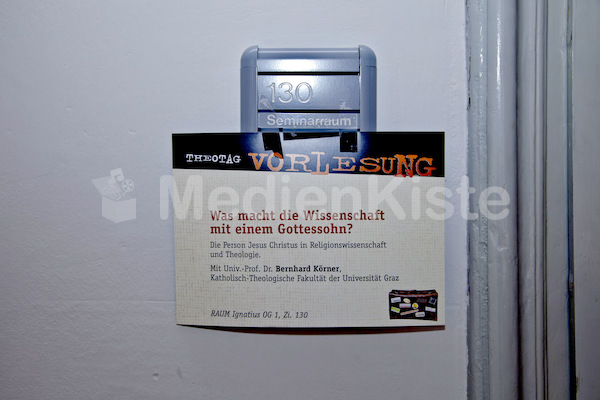 130
Seminarraum
THEOTAG VORLESUNG
MedienKiste
Was macht die Wissenschaft
mit einem Gottessohn?
Die Person Jesus Christus in Religionswissenschaft
und Theologie.
Mit Univ.-Prof. Dr. Bernhard Körner,
Katholisch-Theologische Fakultät der Universität Graz
RAUM Ignatius OG 1, Zi. 130